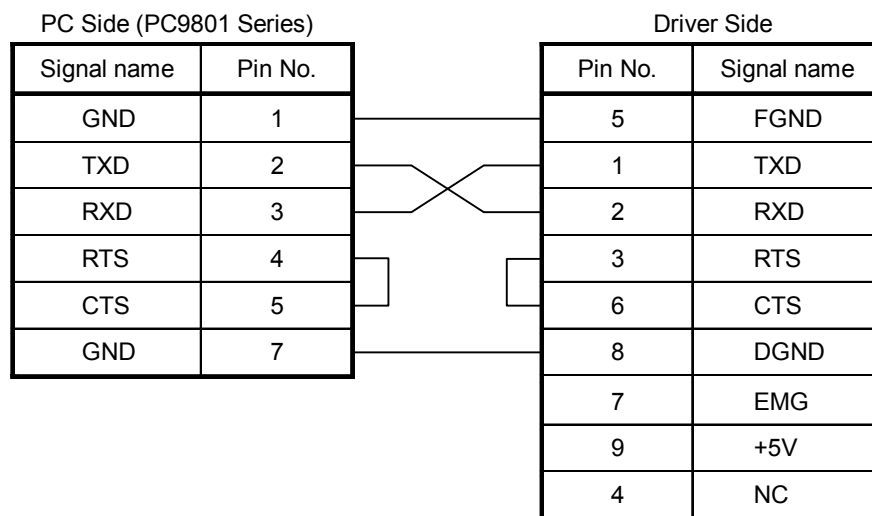 PC Side (PC9801 Series) Driver Side
Signal name Pin No. Pin No. Signal name
GND 1 5 FGND
TXD 2 1 TXD
RXD 3 2 RXD
RTS 4 3 RTS
CTS 5 6 CTS
GND 7 8 DGND
7 EMG
9 +5V
4 NC